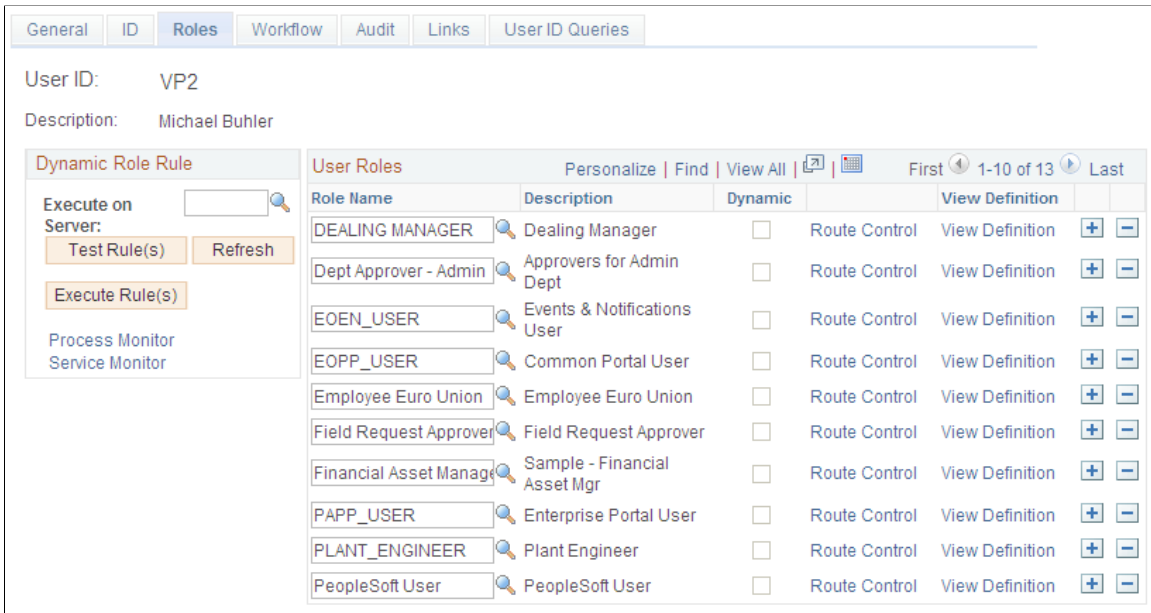 General ID Roles Workflow Audit Links User ID Queries
User ID: VP2
Description: Michael Buhler
Dynamic Role Rule
Execute on
Server:
Test Rule(s) Refresh
Execute Rule(s)
Process Monitor
Service Monitor
User Roles Personalize | Find | View All | | First 1-10 of 13 Last
Role Name Description Dynamic View Definition
DEALING MANAGER Dealing Manager Route Control View Definition
Dept Approver - Admin Approvers for Admin
Dept Route Control View Definition
EOEN_USER Events & Notifications
User Route Control View Definition
EOPP_USER Common Portal User Route Control View Definition
Employee Euro Union Employee Euro Union Route Control View Definition
Field Request Approver Field Request Approver Route Control View Definition
Financial Asset Manage Sample - Financial
Asset Mgr Route Control View Definition
PAPP_USER Enterprise Portal User Route Control View Definition
PLANT_ENGINEER Plant Engineer Route Control View Definition
PeopleSoft User PeopleSoft User Route Control View Definition